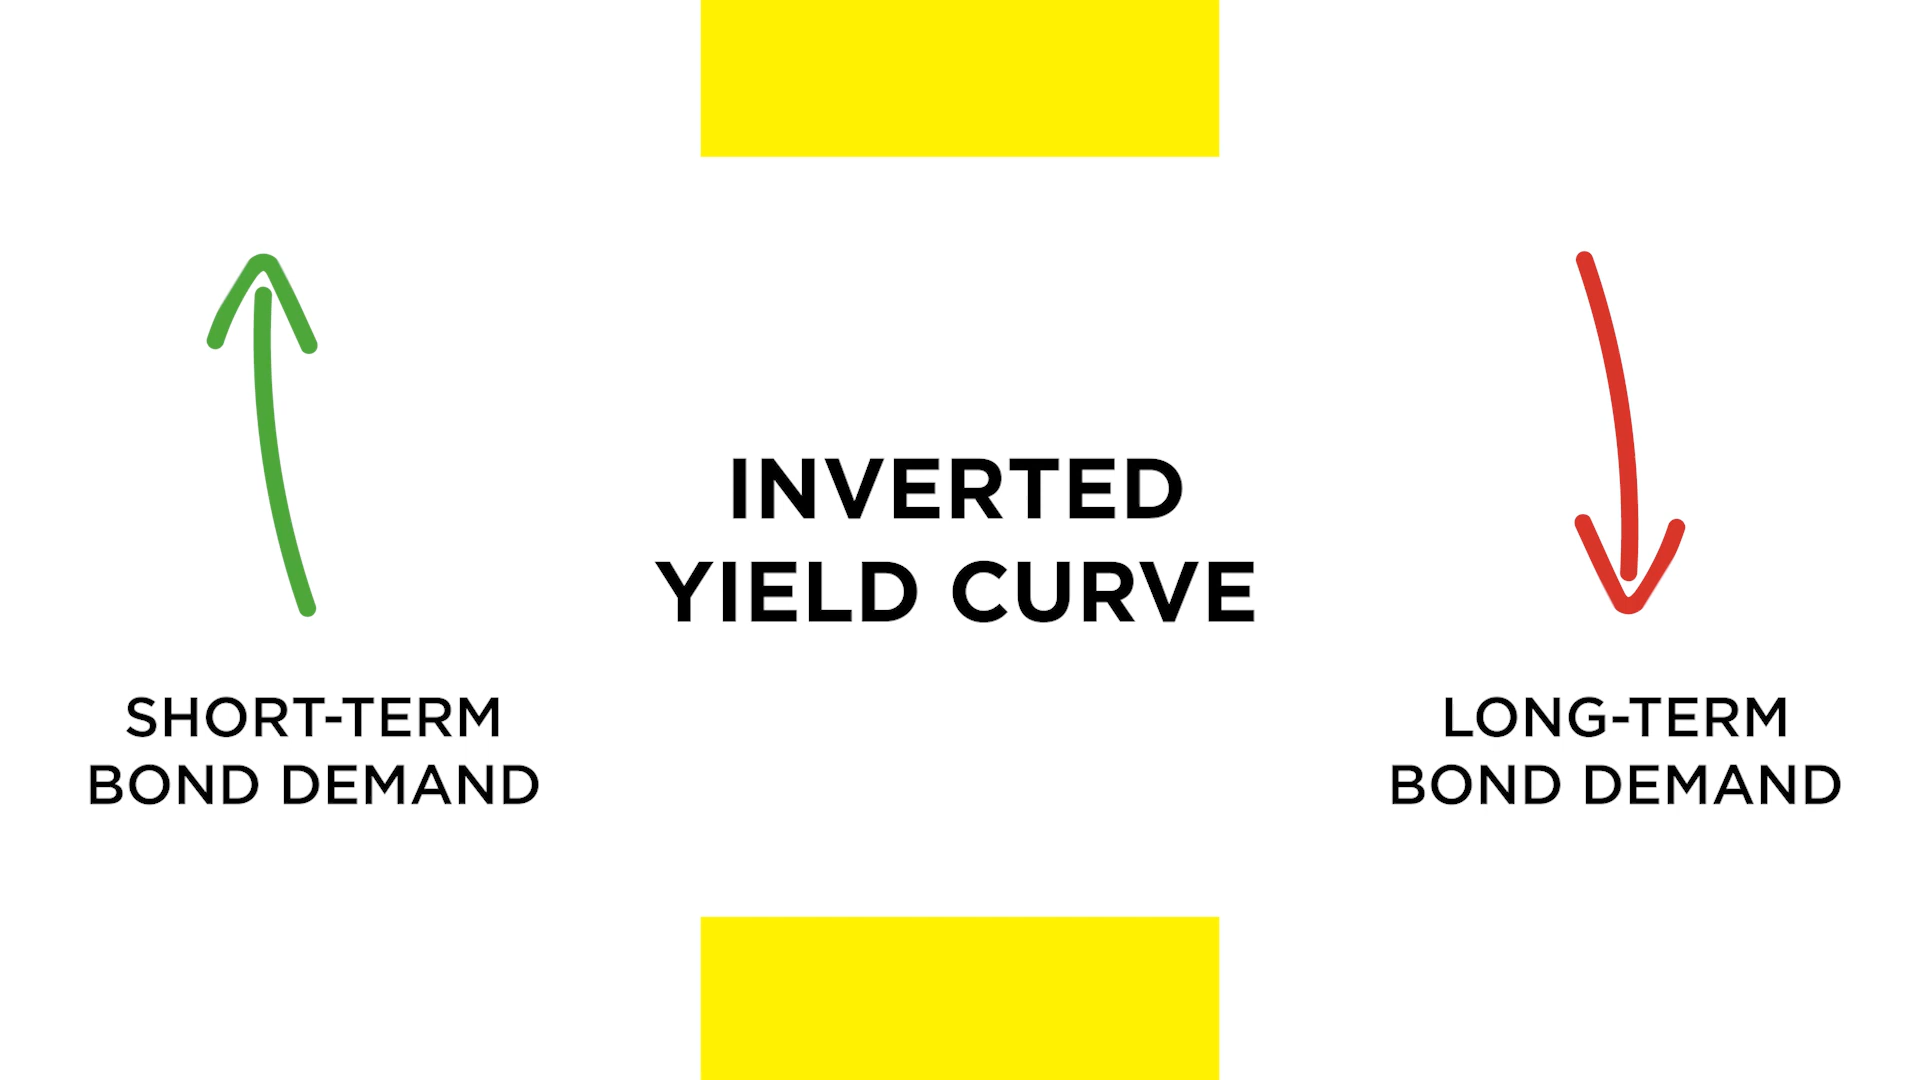 INVERTED
YIELD CURVE
SHORT-TERM
BOND DEMAND
LONG-TERM
BOND DEMAND